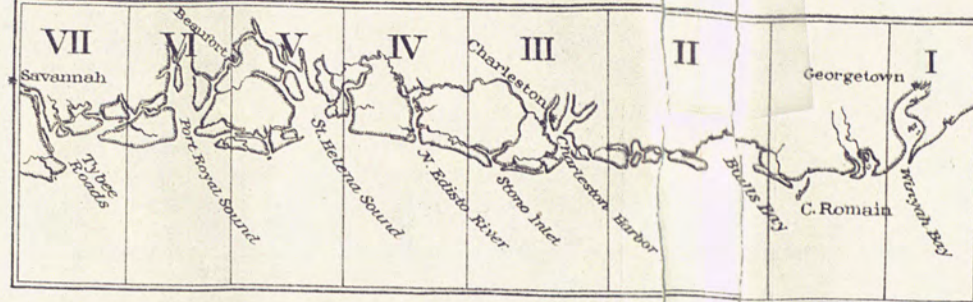 VII
VI
V
IV
III
II
I
Savannah
Beaufort
Charleston
Georgetown
Tybee
Roads
Port Royal Sound
St. Helena Sound
N. Edisto River
Stono Inlet
Charleston Harbor
Bulls Bay
C. Romain
Winyah Bay